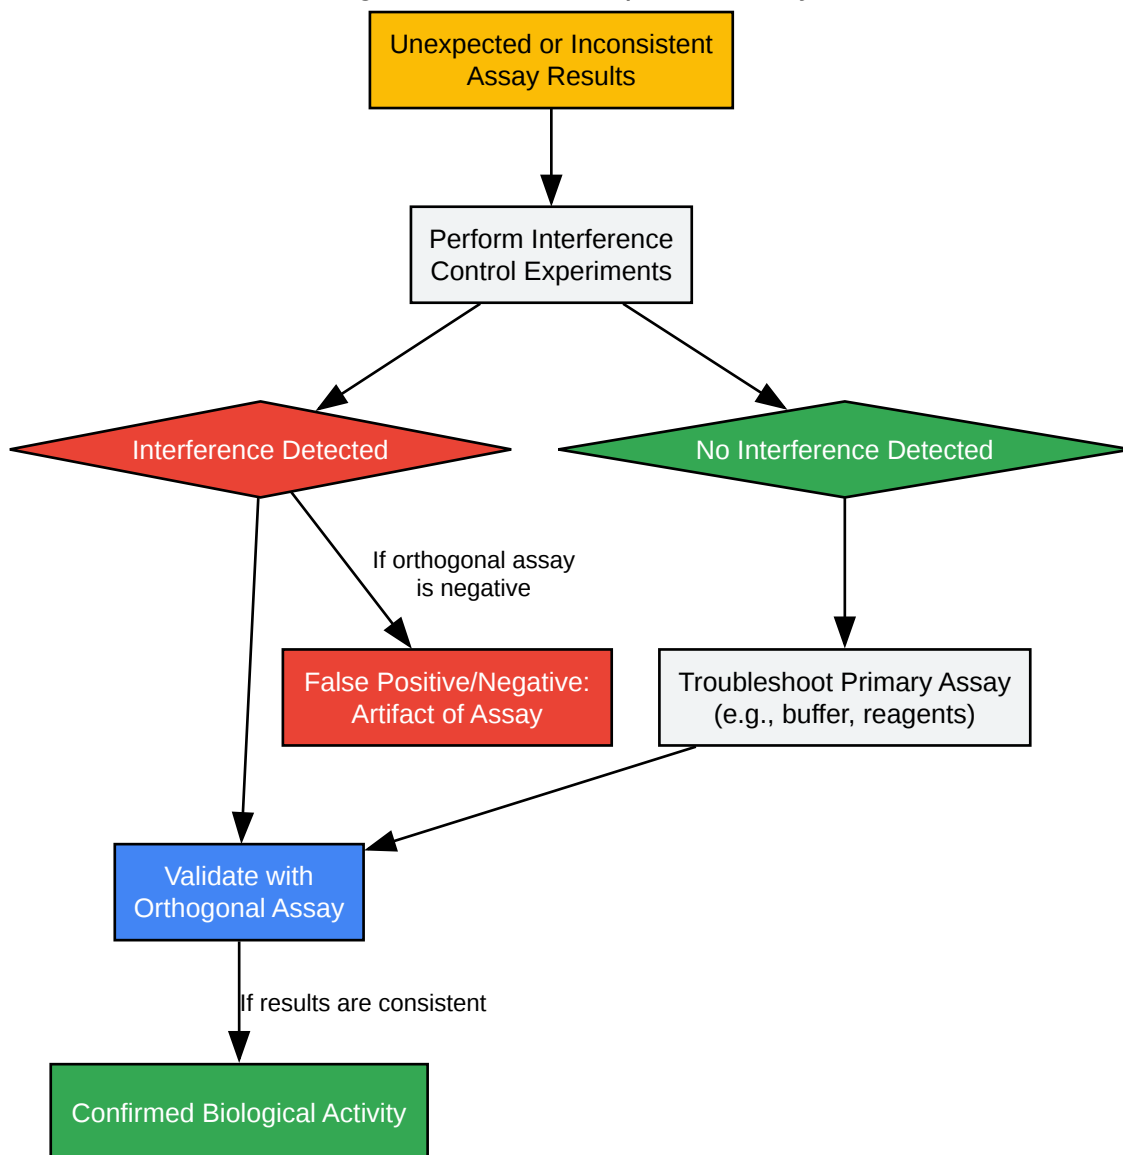 Unexpected or Inconsistent
Assay Results
Perform Interference
Control Experiments
Interference Detected
No Interference Detected
If orthogonal assay
is negative
False Positive/Negative:
Artifact of Assay
Troubleshoot Primary Assay
(e.g., buffer, reagents)
Validate with
Orthogonal Assay
If results are consistent
Confirmed Biological Activity